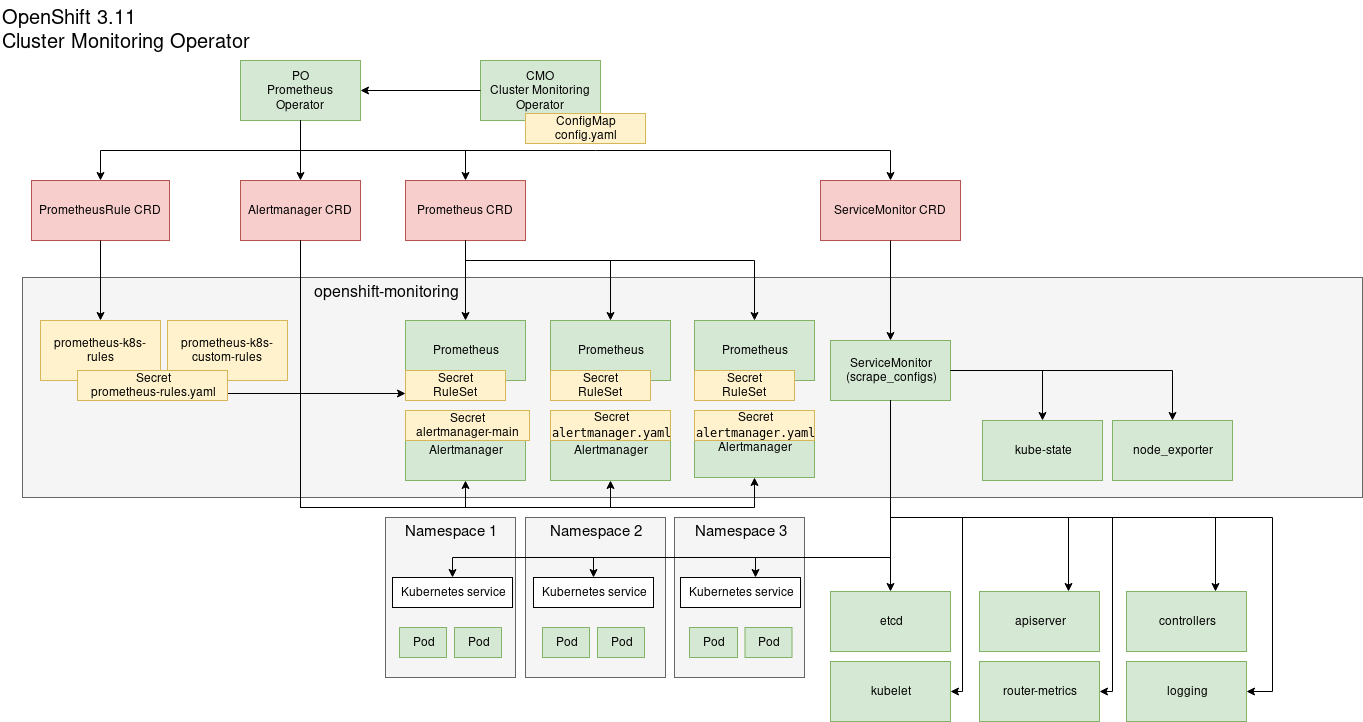 OpenShift 3.11
Cluster Monitoring Operator
PO
Prometheus
Operator
CMO
Cluster Monitoring
Operator
ConfigMap
config.yaml
PrometheusRule CRD
Alertmanager CRD
Prometheus CRD
ServiceMonitor CRD
openshift-monitoring
prometheus-k8s-
rules
prometheus-k8s-
custom-rules
Secret
prometheus-rules.yaml
Prometheus
Secret
RuleSet
Prometheus
Secret
RuleSet
Prometheus
Secret
RuleSet
Secret
alertmanager-main
Alertmanager
Secret
alertmanager.yaml
Alertmanager
Secret
alertmanager.yaml
Alertmanager
ServiceMonitor
(scrape_configs)
kube-state
node_exporter
Namespace 1
Kubernetes service
Pod
Pod
Namespace 2
Kubernetes service
Pod
Pod
Namespace 3
Kubernetes service
Pod
Pod
etcd
apiserver
controllers
kubelet
router-metrics
logging